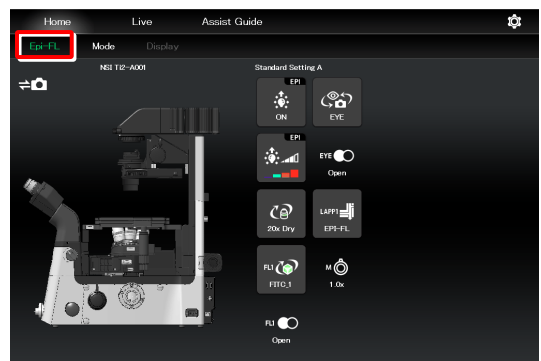 Home Live Assist Guide
Epi-FL Mode Display
NSI Ti2-A001
Standard Setting A
EPI
ON EYE
EPI
EYE
Open
LAPP1
20x Dry EPI-FL
FL1 M
FITC_1 1.0x
FL1
Open